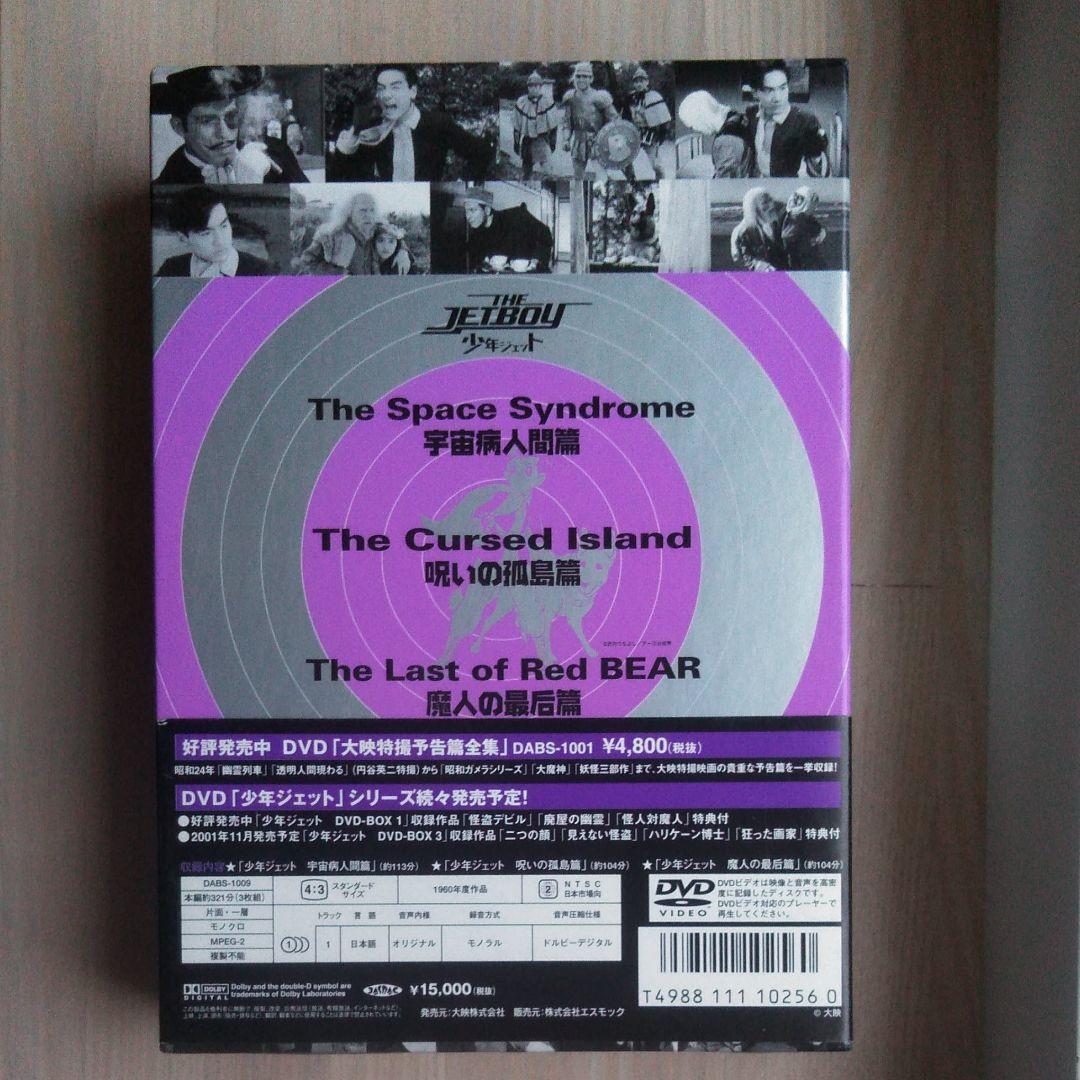 THE
JETBOY
少年ジェット
The Space Syndrome
宇宙病人間篇
The Cursed Island
呪いの孤島篇
The Last of Red BEAR
魔人の最后篇
好評発売中 DVD「大映特撮予告篇全集」DABS-1001 ¥4,800(税抜)
昭和24年「幽霊列車」「透明人間現わる」(円谷英二特撮)から「昭和ガメラシリーズ」「大魔神」「妖怪三部作」まで、大映特撮映画の貴重な予告篇を一挙収録!
DVD「少年ジェット」シリーズ続々発売予定!
●好評発売中「少年ジェット DVD-BOX 1」収録作品「怪盗デビル」「廃屋の幽霊」「怪人対魔人」特典付
●2001年11月発売予定「少年ジェット DVD-BOX 3」収録作品「二つの顔」「見えない怪盗」「ハリケーン博士」「狂った画家」特典付
収録内容★「少年ジェット 宇宙病人間篇」(約113分) ★「少年ジェット 呪いの孤島篇」(約104分) ★「少年ジェット 魔人の最后篇」(約104分)
DABS-1009
本編約321分(3枚組)
片面・一層
モノクロ
MPEG-2
複製不能
4:3 スタンダードサイズ 1960年度作品 2 NTSC 日本市場向
トラック 言語 音声内様 録音方式 音声圧縮仕様
1 1 日本語 オリジナル モノラル ドルビーデジタル
DVD VIDEO
DVDビデオは映像と音声を高密
度に記録したディスクです。
DVDビデオ対応のプレーヤーで
再生してください。
T4988 111 10256 0
DOLBY DIGITAL
Dolby and the double-D symbol are
trademarks of Dolby Laboratories
JASRAC
¥15,000(税抜)
発売元:大映株式会社 販売元:株式会社エスモック
© 大映